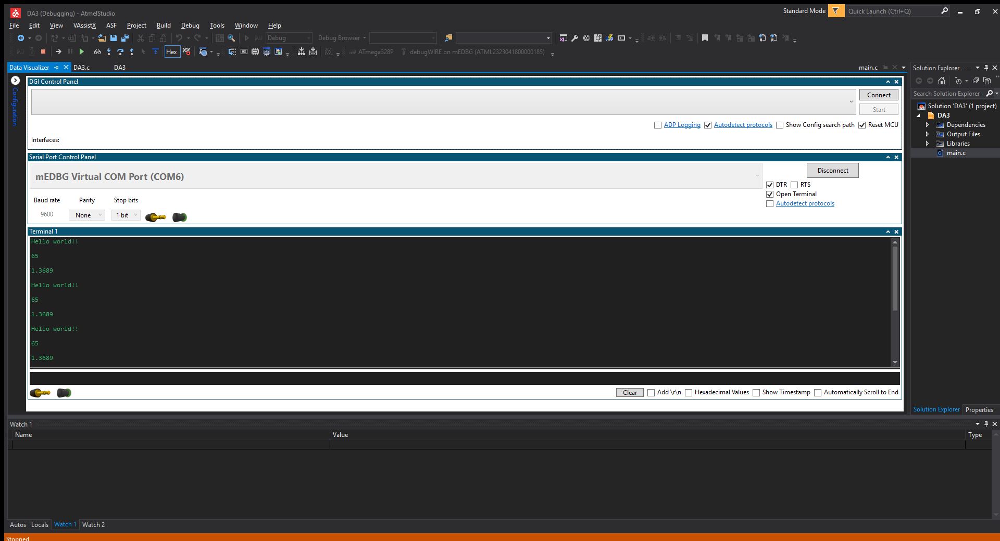 DA3 (Debugging) - AtmelStudio
Standard Mode
Quick Launch (Ctrl+Q)
File Edit View VAssistX ASF Project Build Debug Tools Window Help
Debug
Debug Browser
Hex
ATmega328P
debugWIRE on mEDBG (ATML2323041800000185)
Data Visualizer
DA3.c
DA3
main.c
Configuration
DGI Control Panel
Connect
Start
ADP Logging
Autodetect protocols
Show Config search path
Reset MCU
Interfaces:
Serial Port Control Panel
mEDBG Virtual COM Port (COM6)
Disconnect
DTR
RTS
Open Terminal
Autodetect protocols
Baud rate
Parity
Stop bits
9600
None
1 bit
Terminal 1
Hello world!!
65
1.3689
Hello world!!
65
1.3689
Hello world!!
65
1.3689
Clear
Add \r\n
Hexadecimal Values
Show Timestamp
Automatically Scroll to End
Solution Explorer
Search Solution Explorer (
Solution 'DA3' (1 project)
DA3
Dependencies
Output Files
Libraries
main.c
Solution Explorer
Properties
Watch 1
Name
Value
Type
Autos
Locals
Watch 1
Watch 2
Stopped